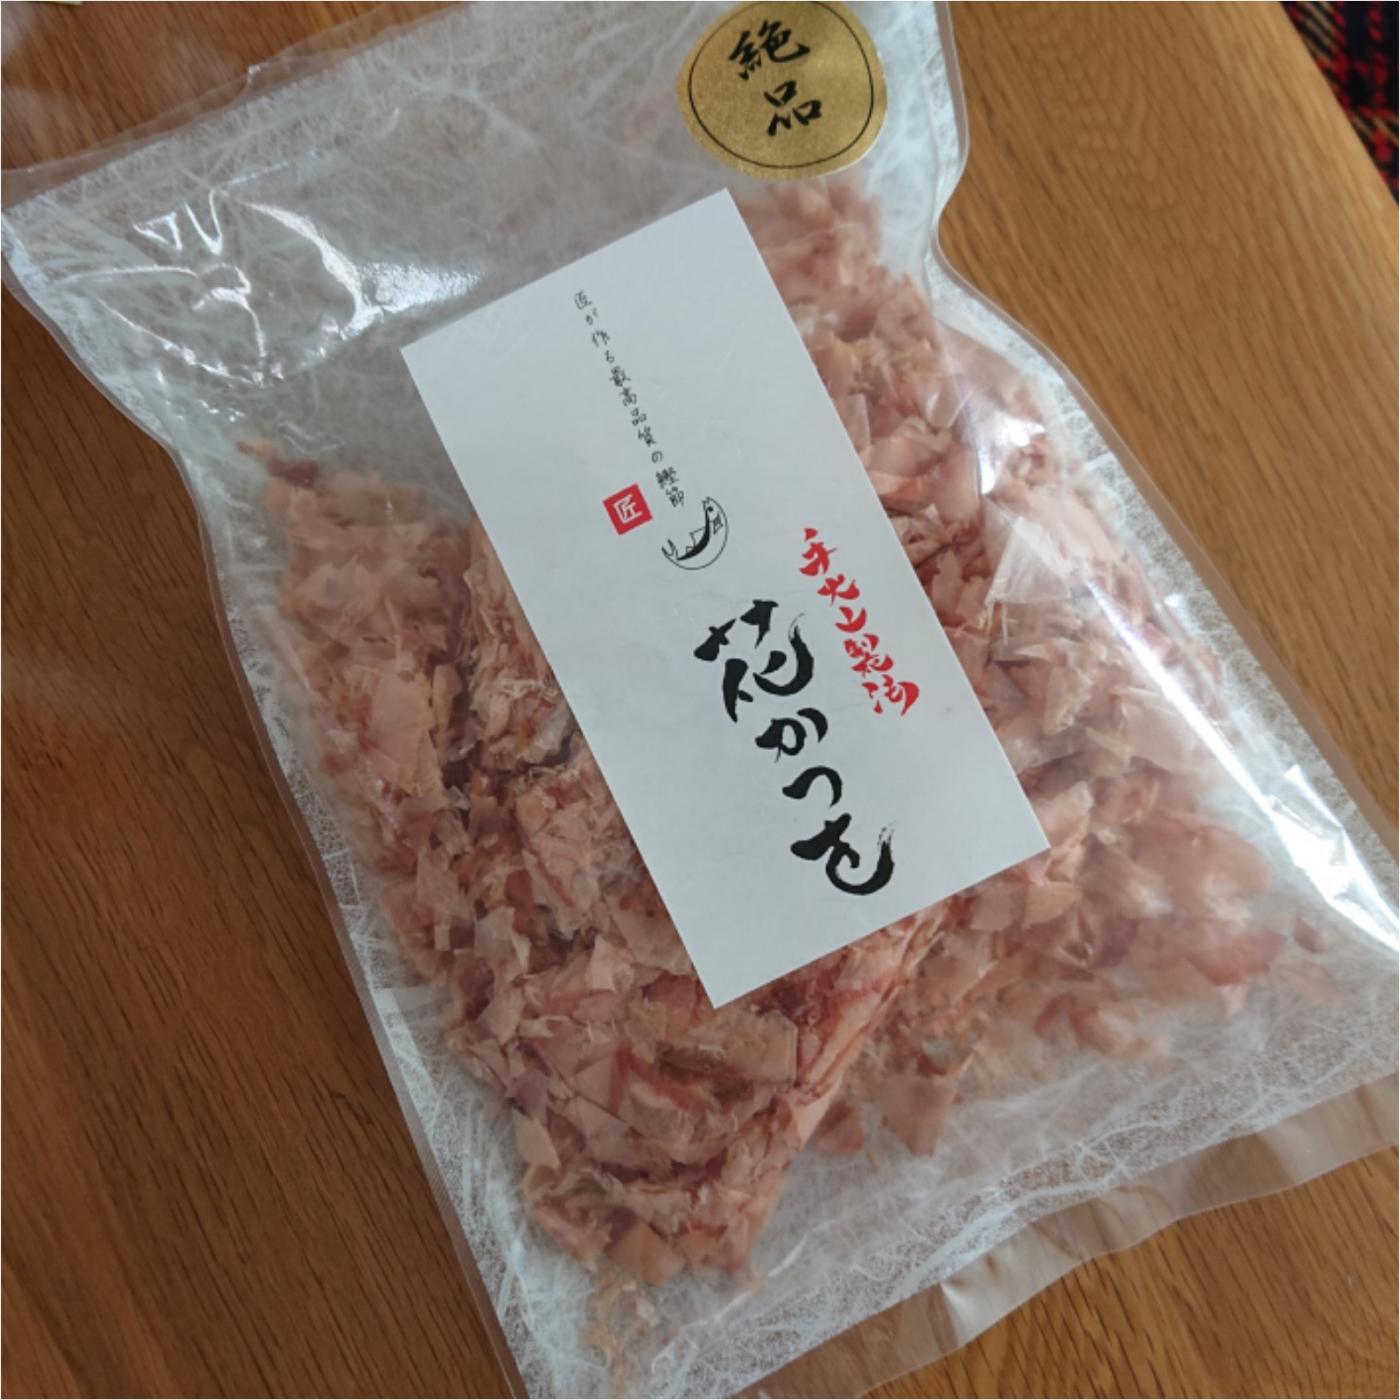 絶品
匠が作る最高品質の鰹節
匠
手火山製法
花かつを